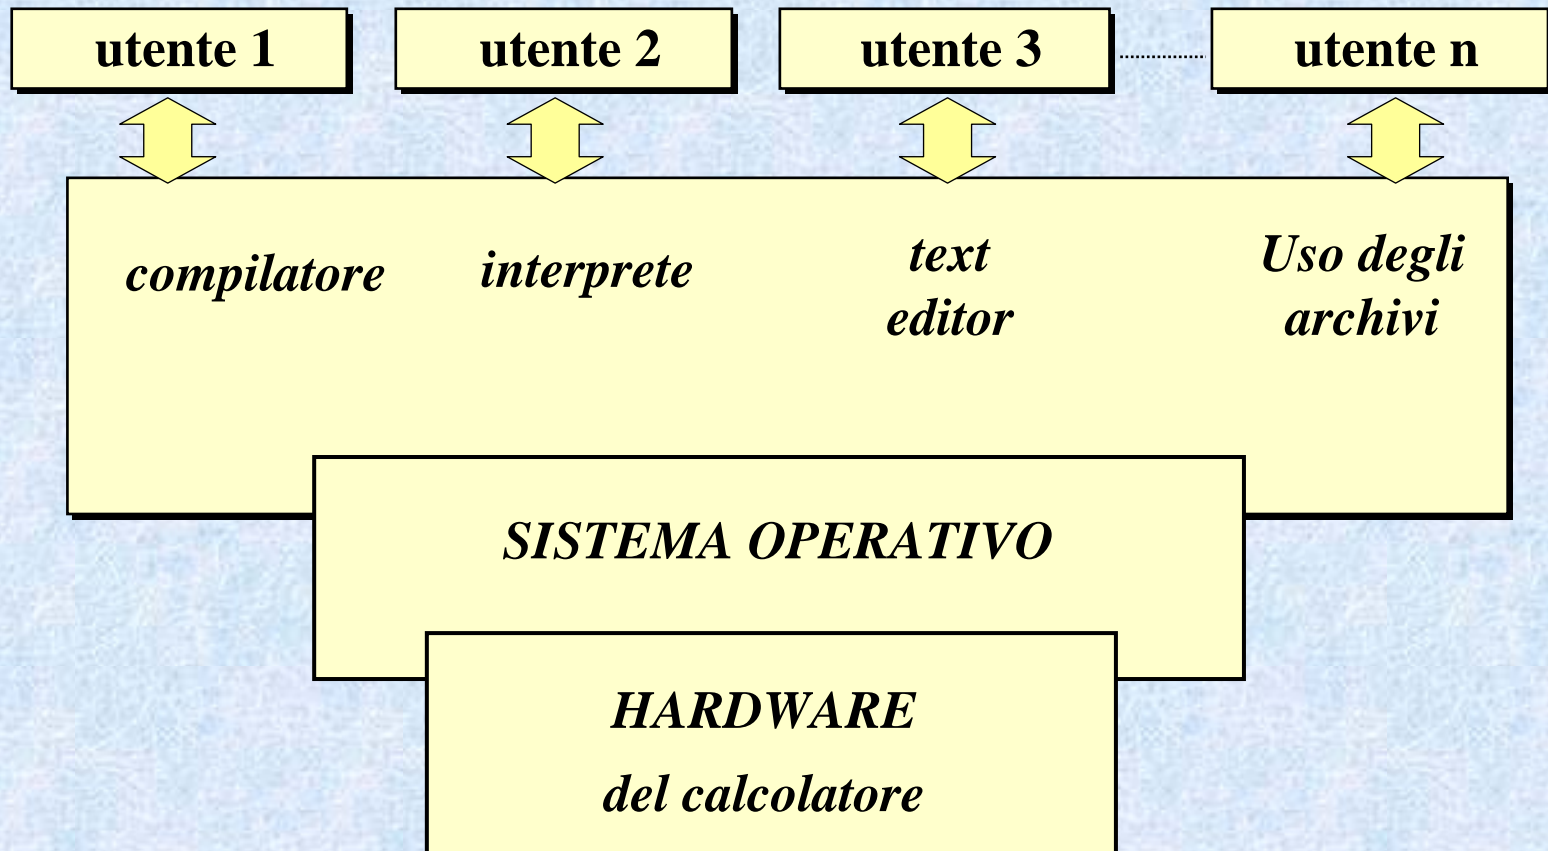 utente 1 utente 2 utente 3 utente n
compilatore interprete text editor Uso degli archivi
SISTEMA OPERATIVO
HARDWARE
del calcolatore